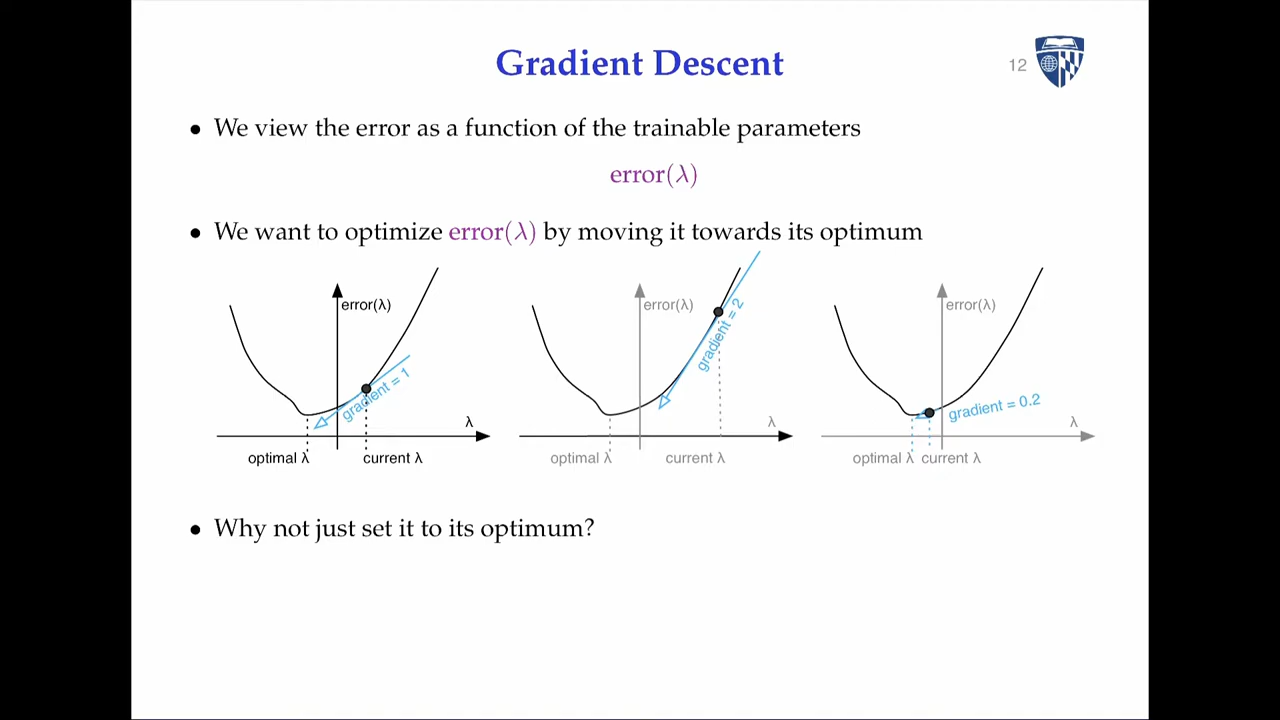 Gradient Descent
12
• We view the error as a function of the trainable parameters
error(λ)
• We want to optimize error(λ) by moving it towards its optimum
error(λ)
gradient = 1
λ
optimal λ
current λ
error(λ)
gradient = 2
λ
optimal λ
current λ
error(λ)
gradient = 0.2
λ
optimal λ
current λ
• Why not just set it to its optimum?